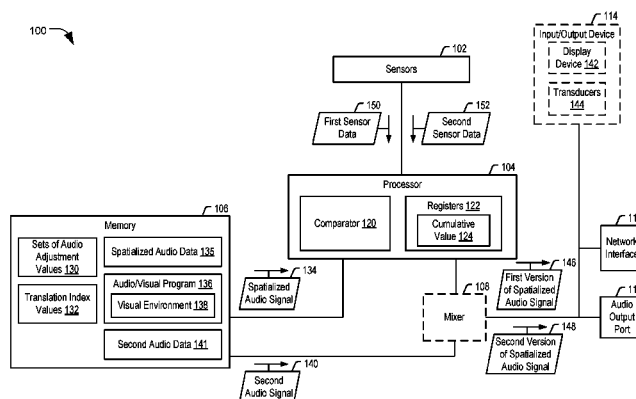 100
102
Sensors
114
Input/Output Device
Display
Device 142
Transducers
144
150
First Sensor
Data
152
Second
Sensor Data
104
Processor
Comparator
120
Registers 122
Cumulative
Value 124
106
Memory
Sets of Audio
Adjustment
Values 130
Translation Index
Values 132
Spatialized Audio Data 135
Audio/Visual Program 136
Visual Environment 138
Second Audio Data 141
134
Spatialized
Audio Signal
108
Mixer
146
First Version
of Spatialized
Audio Signal
148
Second Version
of Spatialized
Audio Signal
140
Second
Audio Signal
Network
Interface
Audio
Output
Port